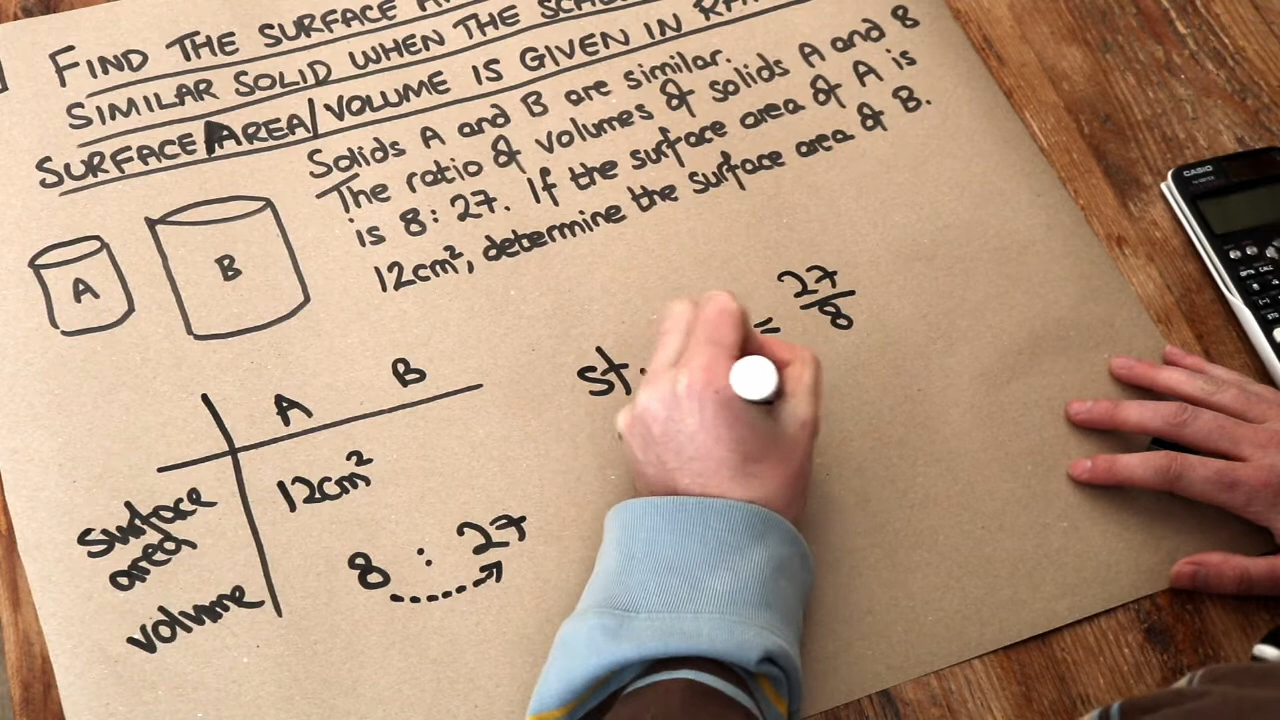 FIND THE SURFACE
SIMILAR SOLID WHEN THE
SURFACE AREA/VOLUME IS GIVEN IN
Solids A and B are similar.
The ratio of volumes of solids A and B
is 8:27. If the surface area of A is
12cm², determine the surface area of B.
A
B
= 27/8
st.
A B
surface area 12cm²
volume 8 : 27
CASIO